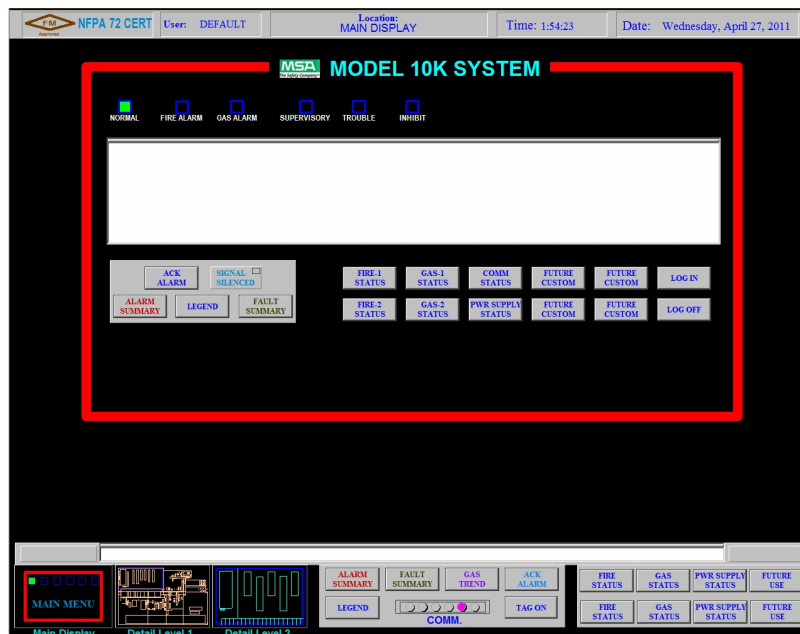 FM
Approved
NFPA 72 CERT
User: DEFAULT
Location:
MAIN DISPLAY
Time: 1:54:23
Date: Wednesday, April 27, 2011
MSA
The Safety Company
MODEL 10K SYSTEM
NORMAL
FIRE ALARM
GAS ALARM
SUPERVISORY
TROUBLE
INHIBIT
ACK
ALARM
SIGNAL
SILENCED
ALARM
SUMMARY
LEGEND
FAULT
SUMMARY
FIRE-1
STATUS
GAS-1
STATUS
COMM
STATUS
FUTURE
CUSTOM
FUTURE
CUSTOM
LOG IN
FIRE-2
STATUS
GAS-2
STATUS
PWR SUPPLY
STATUS
FUTURE
CUSTOM
FUTURE
CUSTOM
LOG OFF
MAIN MENU
Main Display
Detail Level 1
Detail Level 2
ALARM
SUMMARY
FAULT
SUMMARY
GAS
TREND
ACK
ALARM
LEGEND
COMM.
TAG ON
FIRE
STATUS
GAS
STATUS
PWR SUPPLY
STATUS
FUTURE
USE
FIRE
STATUS
GAS
STATUS
PWR SUPPLY
STATUS
FUTURE
USE